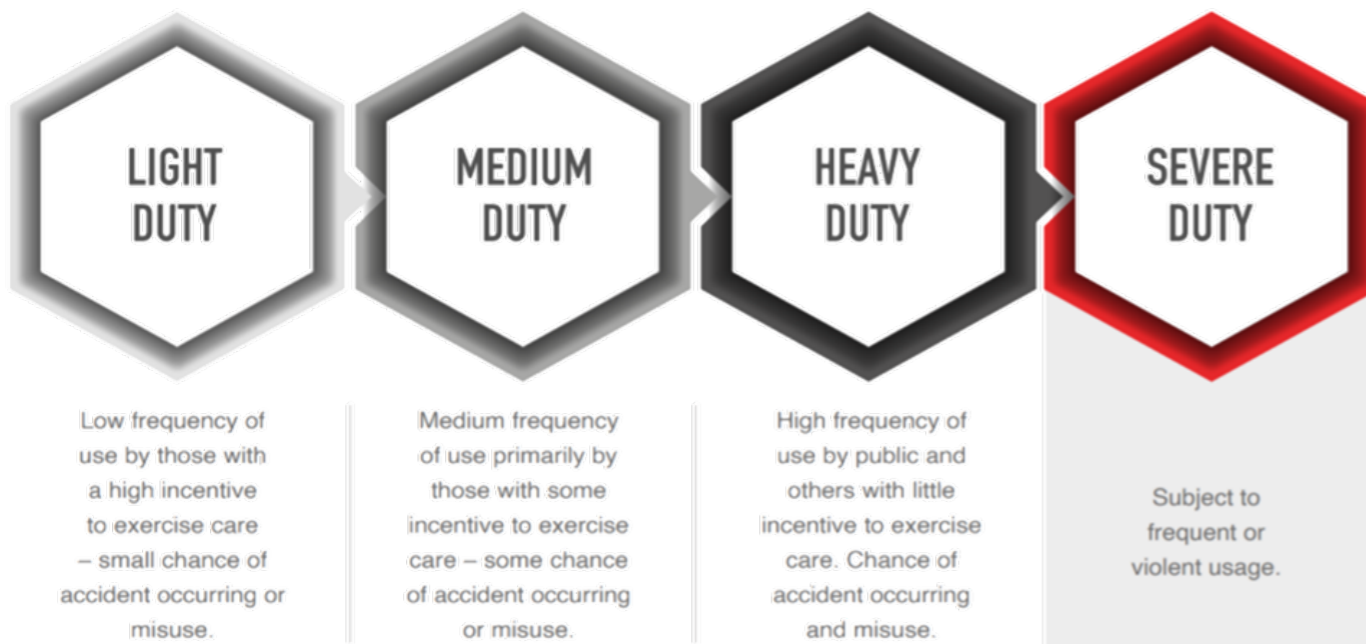 LIGHT
DUTY
Low frequency of
use by those with
a high incentive
to exercise care
– small chance of
accident occurring or
misuse.
MEDIUM
DUTY
Medium frequency
of use primarily by
those with some
incentive to exercise
care – some chance
of accident occurring
or misuse.
HEAVY
DUTY
High frequency of
use by public and
others with little
incentive to exercise
care. Chance of
accident occurring
and misuse.
SEVERE
DUTY
Subject to
frequent or
violent usage.